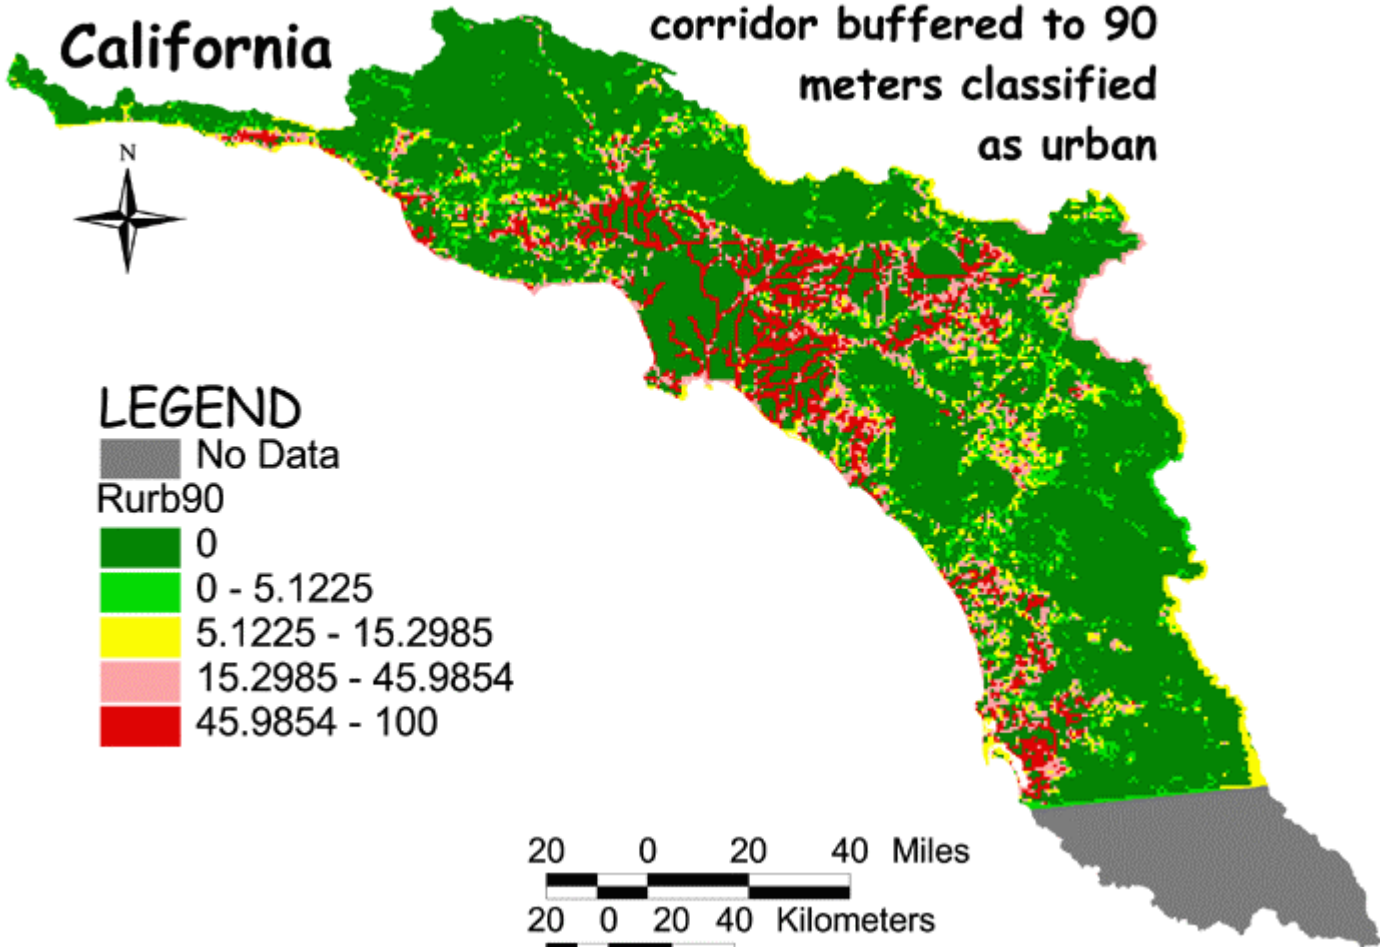 California
corridor buffered to 90
meters classified
as urban
N
LEGEND
No Data
Rurb90
0
0 - 5.1225
5.1225 - 15.2985
15.2985 - 45.9854
45.9854 - 100
20 0 20 40 Miles
20 0 20 40 Kilometers